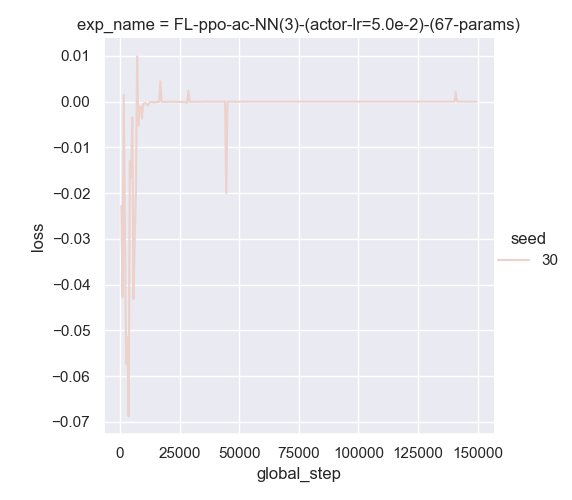 exp_name = FL-ppo-ac-NN(3)-(actor-lr=5.0e-2)-(67-params)
0.01
0.00
−0.01
−0.02
−0.03
−0.04
−0.05
−0.06
−0.07
loss
0 25000 50000 75000 100000 125000 150000
global_step
seed
30